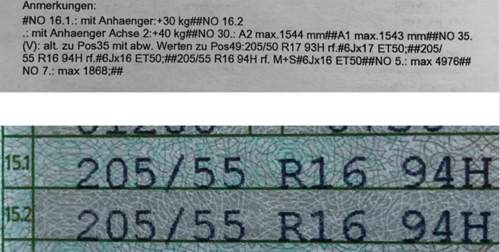 Anmerkungen:
#NO 16.1.: mit Anhaenger:+30 kg##NO 16.2
.: mit Anhaenger Achse 2:+40 kg##NO 30.: A2 max.1544 mm##A1 max.1543 mm##NO 35.
(V): alt. zu Pos35 mit abw. Werten zu Pos49:205/50 R17 93H rf.#6Jx17 ET50;##205/
55 R16 94H rf.#6Jx16 ET50;##205/55 R16 94H rf. M+S#6Jx16 ET50##NO 5.: max 4976##
NO 7.: max 1868;##
15.1 205/55 R16 94H
15.2 205/55 R16 94H